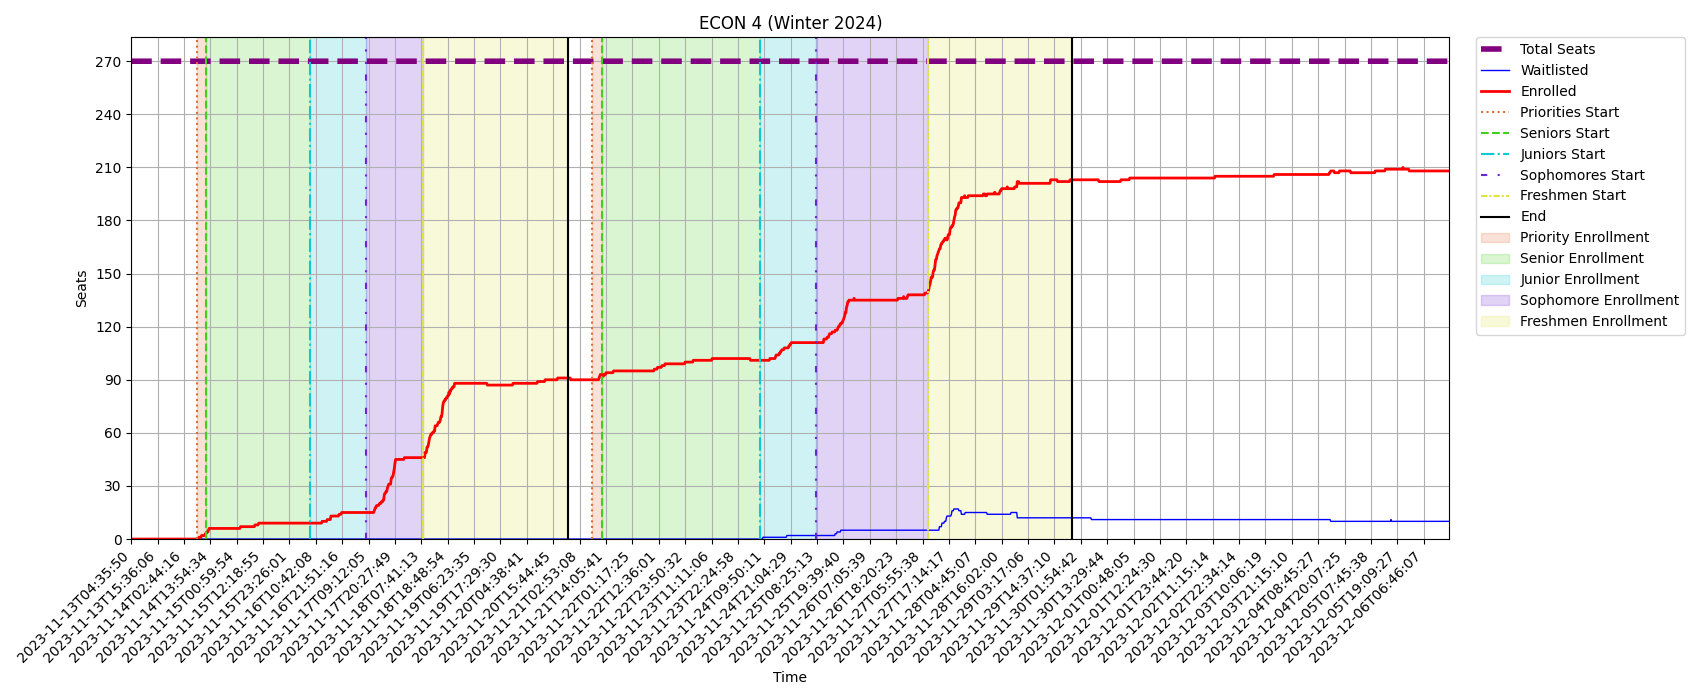 ECON 4 (Winter 2024)
270
240
210
180
150
120
90
60
30
0
Seats
2023-11-13T04:35:50
2023-11-13T15:36:06
2023-11-14T02:44:16
2023-11-14T13:54:34
2023-11-15T00:59:54
2023-11-15T12:18:55
2023-11-15T23:26:01
2023-11-16T10:42:08
2023-11-16T21:51:16
2023-11-17T09:12:05
2023-11-17T20:27:49
2023-11-18T07:41:13
2023-11-18T18:48:54
2023-11-19T06:23:35
2023-11-19T17:29:30
2023-11-20T04:38:41
2023-11-20T15:44:45
2023-11-21T02:53:08
2023-11-21T14:05:41
2023-11-22T01:17:25
2023-11-22T12:36:01
2023-11-22T23:50:32
2023-11-23T11:11:06
2023-11-23T22:24:58
2023-11-24T09:50:11
2023-11-24T21:04:29
2023-11-25T08:25:13
2023-11-25T19:39:40
2023-11-26T07:05:39
2023-11-26T18:20:23
2023-11-27T05:55:38
2023-11-27T17:14:17
2023-11-28T04:45:07
2023-11-28T16:02:00
2023-11-29T03:17:06
2023-11-29T14:37:10
2023-11-30T01:54:42
2023-11-30T13:29:44
2023-12-01T00:48:05
2023-12-01T12:24:30
2023-12-01T23:44:20
2023-12-02T11:15:14
2023-12-02T22:34:14
2023-12-03T10:06:19
2023-12-03T21:15:10
2023-12-04T08:45:27
2023-12-04T20:07:25
2023-12-05T07:45:38
2023-12-05T19:09:27
2023-12-06T06:46:07
Time
Total Seats
Waitlisted
Enrolled
Priorities Start
Seniors Start
Juniors Start
Sophomores Start
Freshmen Start
End
Priority Enrollment
Senior Enrollment
Junior Enrollment
Sophomore Enrollment
Freshmen Enrollment